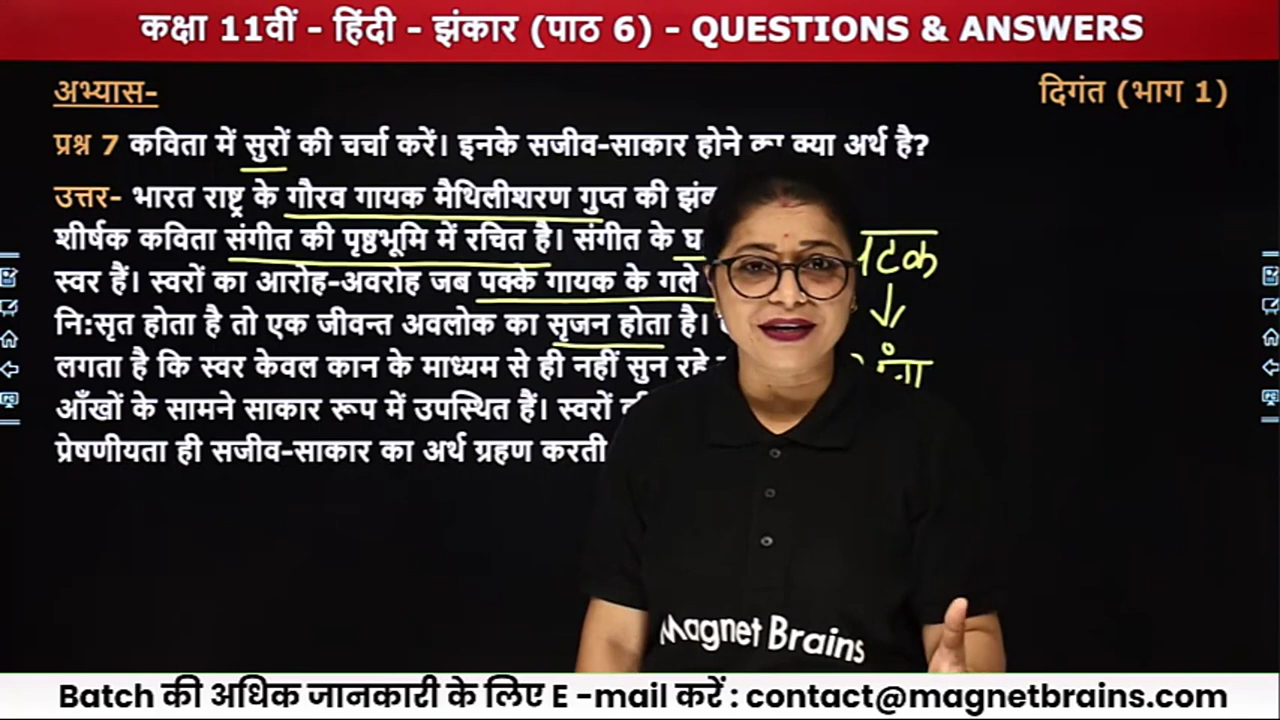 कक्षा 11वीं - हिंदी - झंकार (पाठ 6) - QUESTIONS & ANSWERS
अभ्यास-
दिगंत (भाग 1)
प्रश्न 7 कविता में सुरों की चर्चा करें। इनके सजीव-साकार होने का क्या अर्थ है?
उत्तर- भारत राष्ट्र के गौरव गायक मैथिलीशरण गुप्त की
शीर्षक कविता संगीत की पृष्ठभूमि में रचित है। संगीत के
स्वर हैं। स्वरों का आरोह-अवरोह जब पक्के गायक के गले
नि:सृत होता है तो एक जीवन्त अवलोक का सृजन होता है।
लगता है कि स्वर केवल कान के माध्यम से ही नहीं सुन रहे
आँखों के सामने साकार रूप में उपस्थित हैं। स्वरों
प्रेषणीयता ही सजीव-साकार का अर्थ ग्रहण करती
Magnet Brains
Batch की अधिक जानकारी के लिए E -mail करें : contact@magnetbrains.com